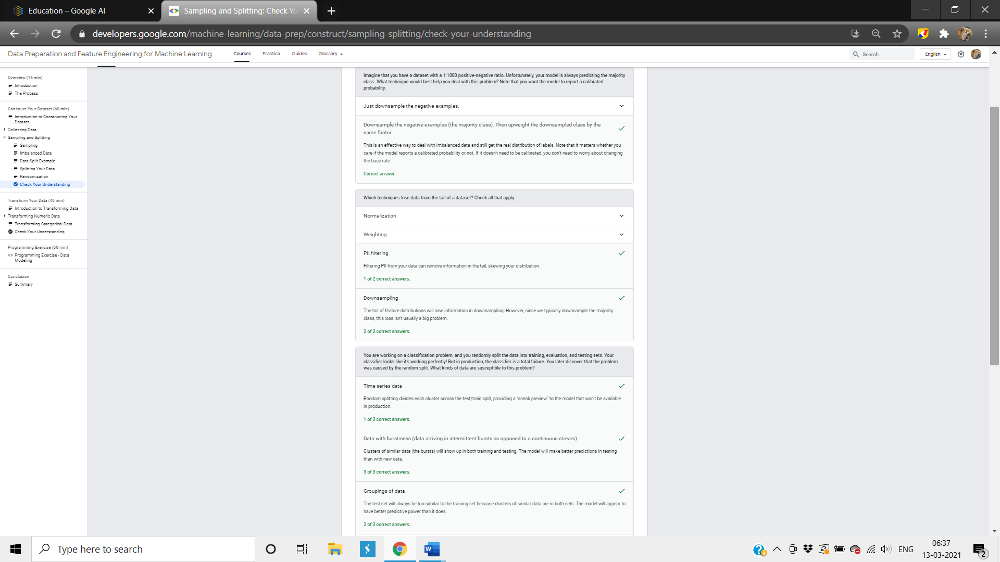 Education – Google AI
Sampling and Splitting: Check Yo
developers.google.com/machine-learning/data-prep/construct/sampling-splitting/check-your-understanding
Data Preparation and Feature Engineering for Machine Learning
Courses
Practica
Guides
Glossary
Search
English
Overview (15 min)
Introduction
The Process
Construct Your Dataset (60 min)
Introduction to Constructing Your
Dataset
Collecting Data
Sampling and Splitting
Sampling
Imbalanced Data
Data Split Example
Splitting Your Data
Randomization
Check Your Understanding
Transform Your Data (40 min)
Introduction to Transforming Data
Transforming Numeric Data
Transforming Categorical Data
Check Your Understanding
Programming Exercise (60 min)
Programming Exercise - Data
Modeling
Conclusion
Summary
Imagine that you have a dataset with a 1:1000 positive-negative ratio. Unfortunately, your model is always predicting the majority
class. What technique would best help you deal with this problem? Note that you want the model to report a calibrated
probability.
Just downsample the negative examples.
Downsample the negative examples (the majority class). Then upweight the downsampled class by the
same factor.
This is an effective way to deal with imbalanced data and still get the real distribution of labels. Note that it matters whether you
care if the model reports a calibrated probability or not. If it doesn't need to be calibrated, you don't need to worry about changing
the base rate.
Correct answer.
Which techniques lose data from the tail of a dataset? Check all that apply.
Normalization
Weighting
PII filtering
Filtering PII from your data can remove information in the tail, skewing your distribution.
1 of 2 correct answers.
Downsampling
The tail of feature distributions will lose information in downsampling. However, since we typically downsample the majority
class, this loss isn't usually a big problem.
2 of 2 correct answers.
You are working on a classification problem, and you randomly split the data into training, evaluation, and testing sets. Your
classifier looks like it's working perfectly! But in production, the classifier is a total failure. You later discover that the problem
was caused by the random split. What kinds of data are susceptible to this problem?
Time series data
Random splitting divides each cluster across the test/train split, providing a "sneak preview" to the model that won't be available
in production.
1 of 3 correct answers.
Data with burstiness (data arriving in intermittent bursts as opposed to a continuous stream)
Clusters of similar data (the bursts) will show up in both training and testing. The model will make better predictions in testing
than with new data.
3 of 3 correct answers.
Groupings of data
The test set will always be too similar to the training set because clusters of similar data are in both sets. The model will appear to
have better predictive power than it does.
2 of 3 correct answers.
Type here to search
W
ENG
06:37
13-03-2021
2